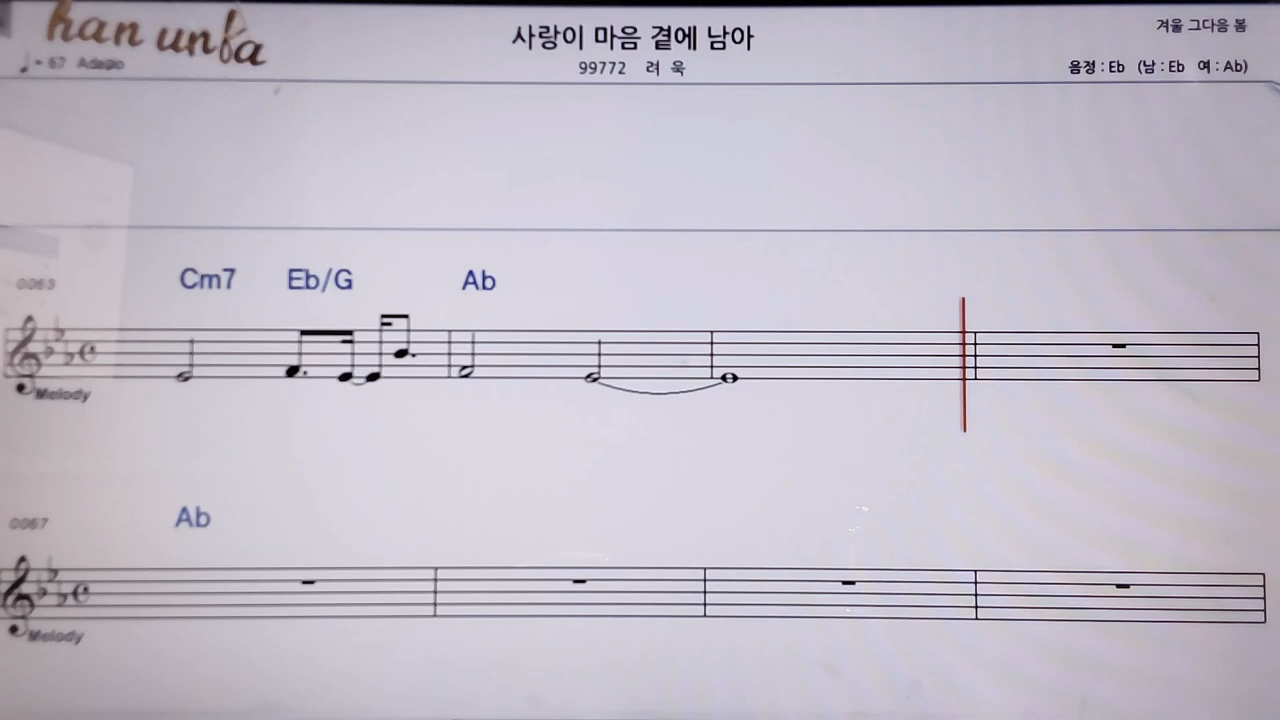 han unba
사랑이 마음 곁에 남아
겨울 그다음 봄
♩= 67 Adagio
99772 려 욱
음정 : Eb (남 : Eb 여 : Ab)
0063
Cm7 Eb/G Ab
Melody
0067
Ab
Melody